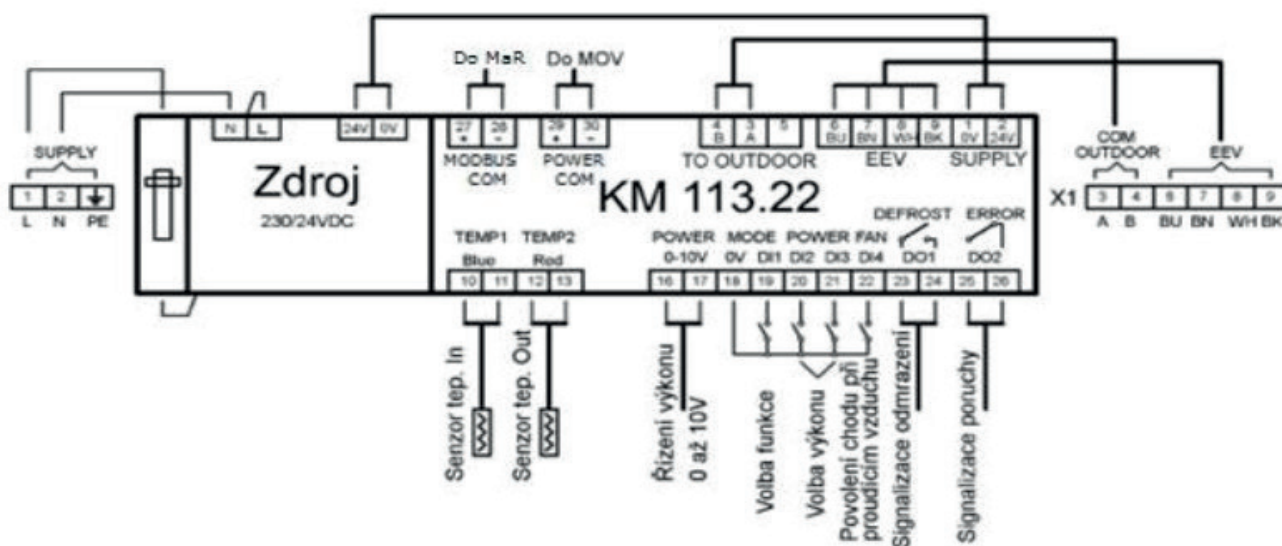 Do MaR Do MOV
N L 24V 0V 27 28 29 30 4 3 5 6 7 8 9 1 2
+ - + - B A BU BN WH BK 0V 24V
MODBUS COM
POWER COM
TO OUTDOOR EEV SUPPLY
SUPPLY
1 2
L N PE
Zdroj
230/24VDC
KM 113.22
COM OUTDOOR
EEV
X1 3 4 6 7 8 9
A B BU BN WH BK
DEFROST ERROR
TEMP1 TEMP2 POWER MODE POWER FAN
Blue Red 0-10V 0V DI1 DI2 DI3 DI4 DO1 DO2
10 11 12 13 16 17 18 19 20 21 22 23 24 25 26
Senzor tep. In
Senzor tep. Out
Řízení výkonu
0 až 10V
Volba funkce
Volba výkonu
Povolení chodu při
proudícím vzduchu
Signalizace odmrazení
Signalizace poruchy